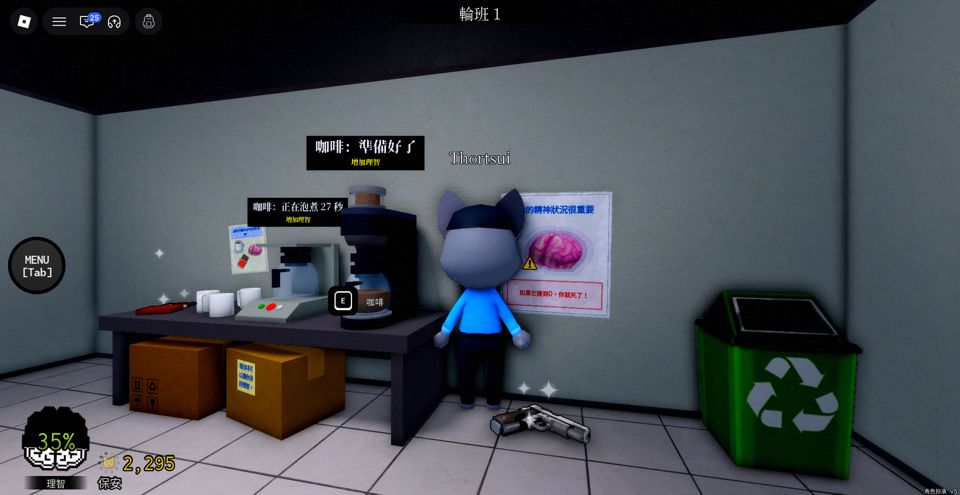 25
輪班 1
咖啡: 準備好了
增加理智
Thortsui
咖啡: 正在泡煮 27 秒
增加理智
的精神狀況很重要
如果它達到0，你就死了！
MENU
[Tab]
E
咖啡
35%
理智
2,295
保安